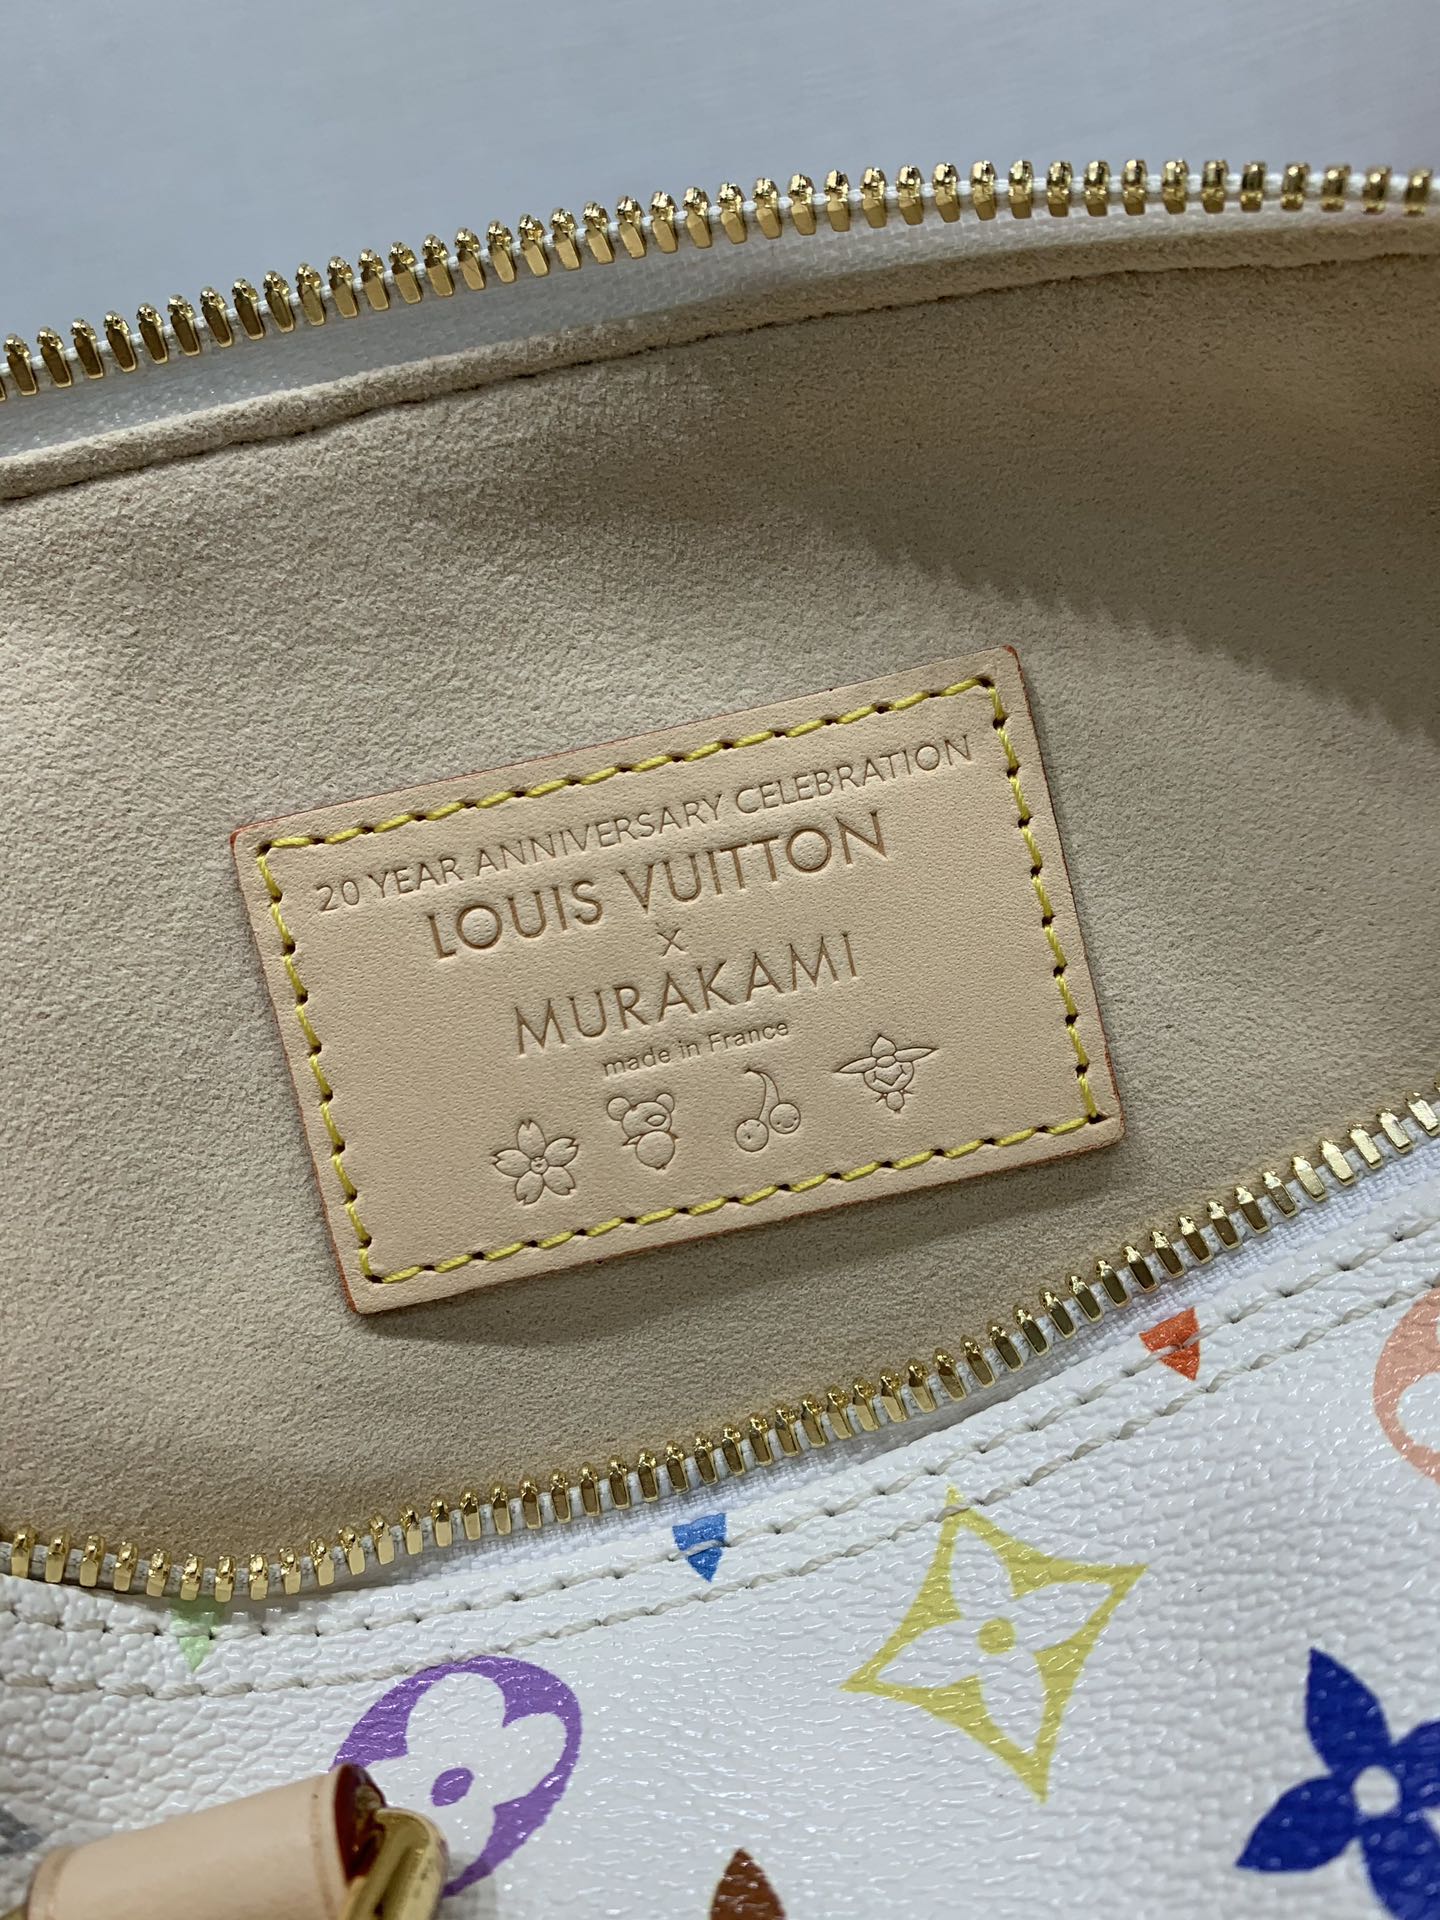 20 YEAR ANNIVERSARY CELEBRATION
LOUIS VUITTON
x
MURAKAMI
made in France